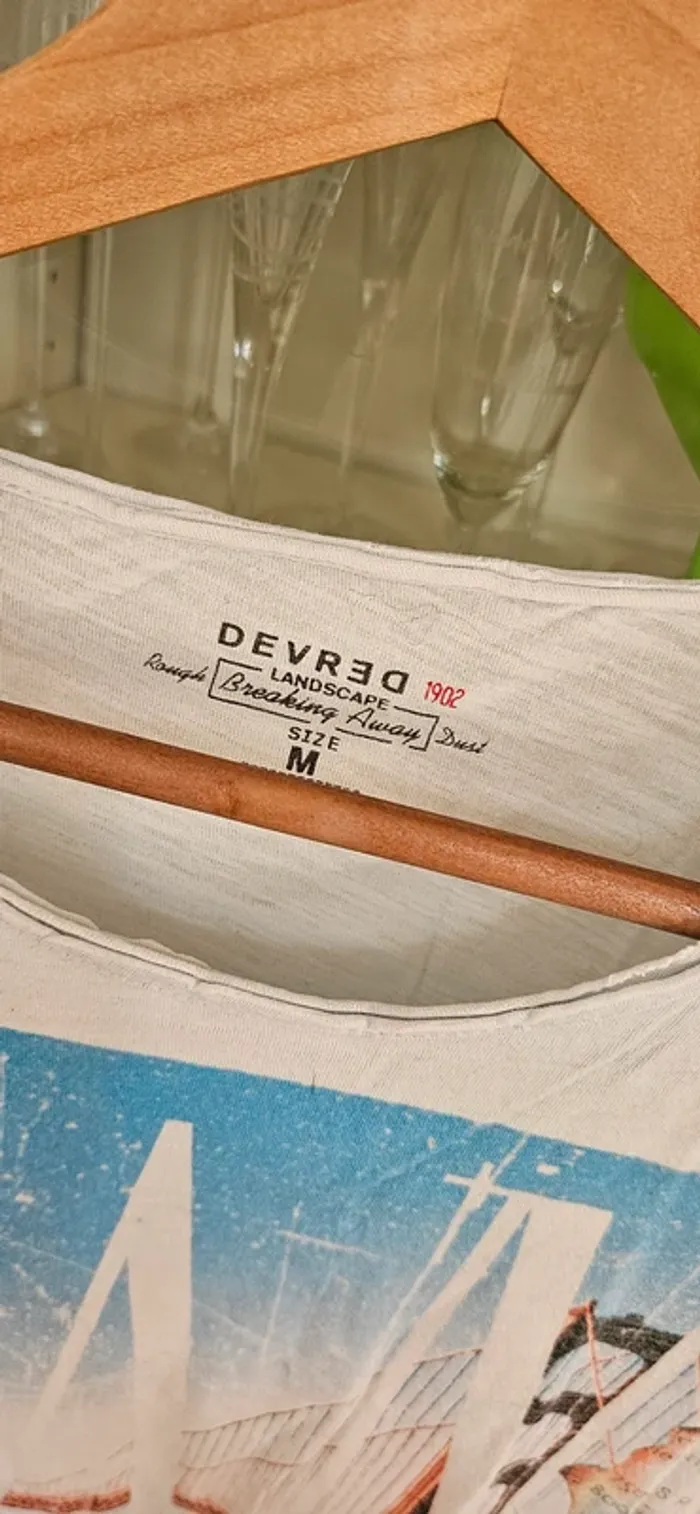 DEVRED 1902
LANDSCAPE
Rough Breaking Away Dust
SIZE
M